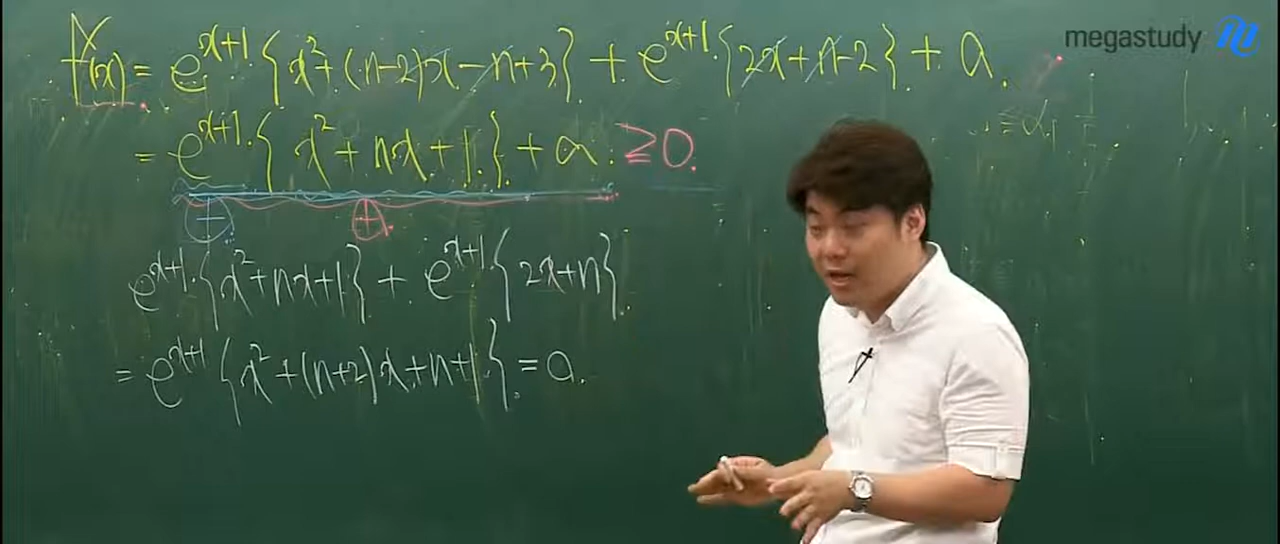 megastudy
f'(x) = e^{x+1}·{x²+(n-2)x-n+3} + e^{x+1}·{2x+n-2} + a
= e^{x+1}·{x²+nx+1} + a ≥0.
+ +
e^{x+1}·{x²+nx+1} + e^{x+1}·{2x+n}
= e^{x+1}{x²+(n+2)x+n+1} = a.